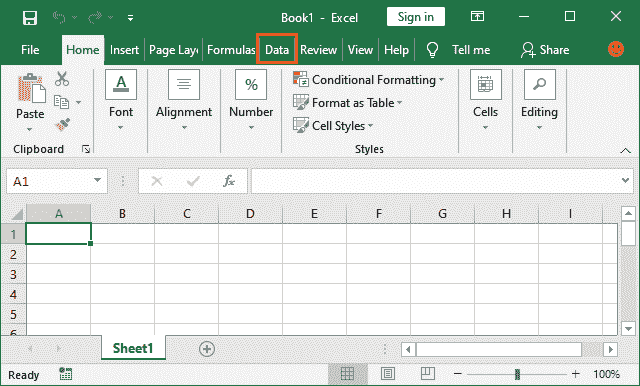 Book1 - Excel
Sign in
File Home Insert Page Layo Formulas Data Review View Help Tell me Share
Conditional Formatting
Format as Table
Cell Styles
Paste Font Alignment Number Cells Editing
A %
Clipboard Styles
A1 fx
A B C D E F G H I
1
2
3
4
5
6
Sheet1
Ready 100%